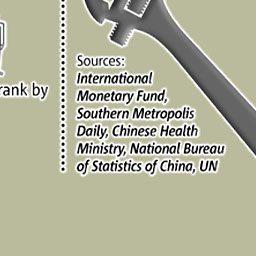 Sources:
International
Monetary Fund,
Southern Metropolis
Daily, Chinese Health
Ministry, National Bureau
of Statistics of China, UN
rank by